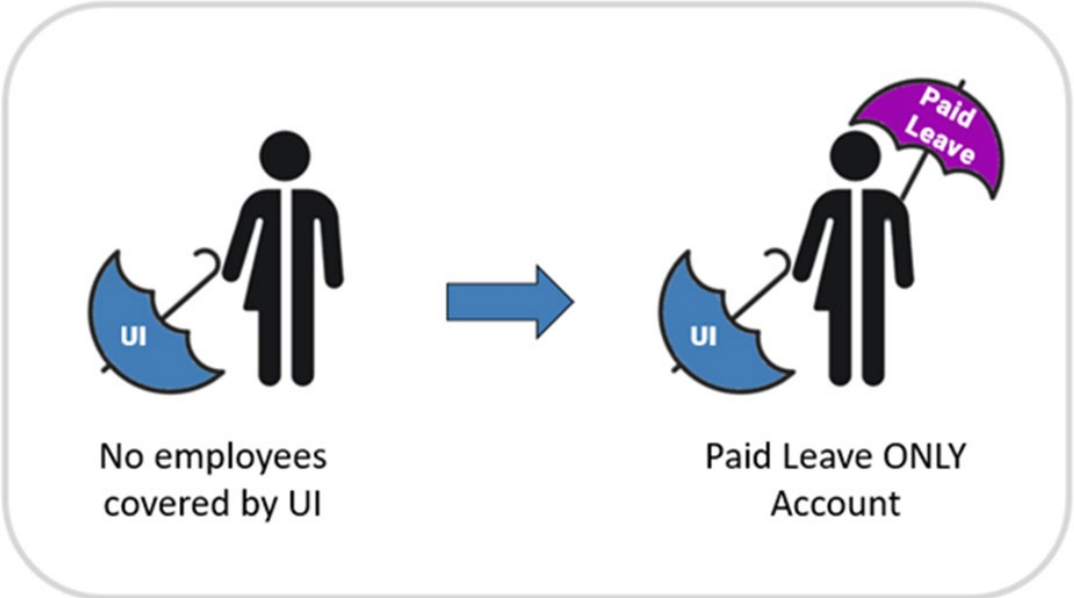 UI
No employees
covered by UI
Paid
Leave
UI
Paid Leave ONLY
Account